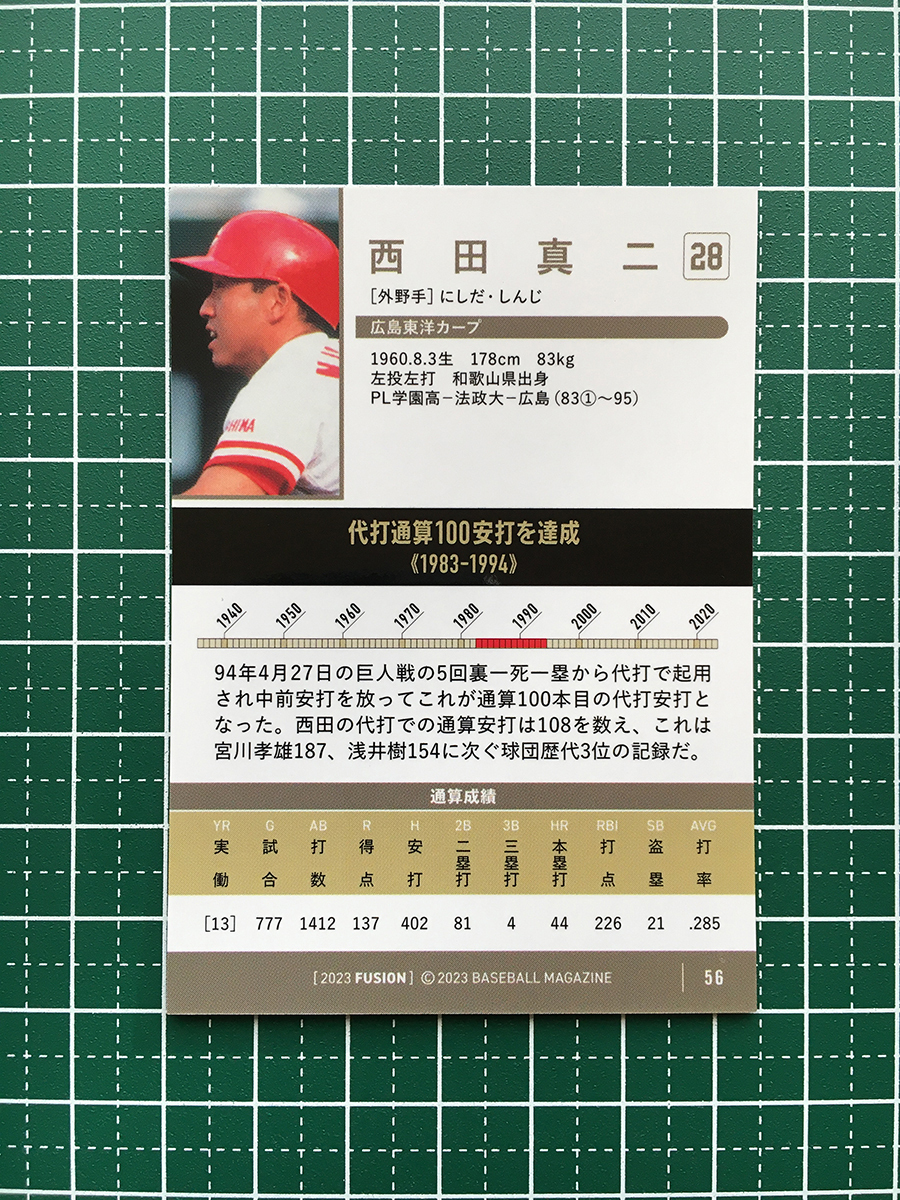 西田真二 28
[外野手]にしだ・しんじ
広島東洋カープ
1960.8.3生 178cm 83kg
左投左打 和歌山県出身
PL学園高−法政大−広島(83①〜95)
代打通算100安打を達成
《1983-1994》
1940 1950 1960 1970 1980 1990 2000 2010 2020
94年4月27日の巨人戦の5回裏一死一塁から代打で起用
され中前安打を放ってこれが通算100本目の代打安打と
なった。西田の代打での通算安打は108を数え、これは
宮川孝雄187、浅井樹154に次ぐ球団歴代3位の記録だ。
通算成績
YR G AB R H 2B 3B HR RBI SB AVG
実働 試合 打数 得点 安打 二塁打 三塁打 本塁打 打点 盗塁 打率
[13] 777 1412 137 402 81 4 44 226 21 .285
[2023 FUSION] ©2023 BASEBALL MAGAZINE 56